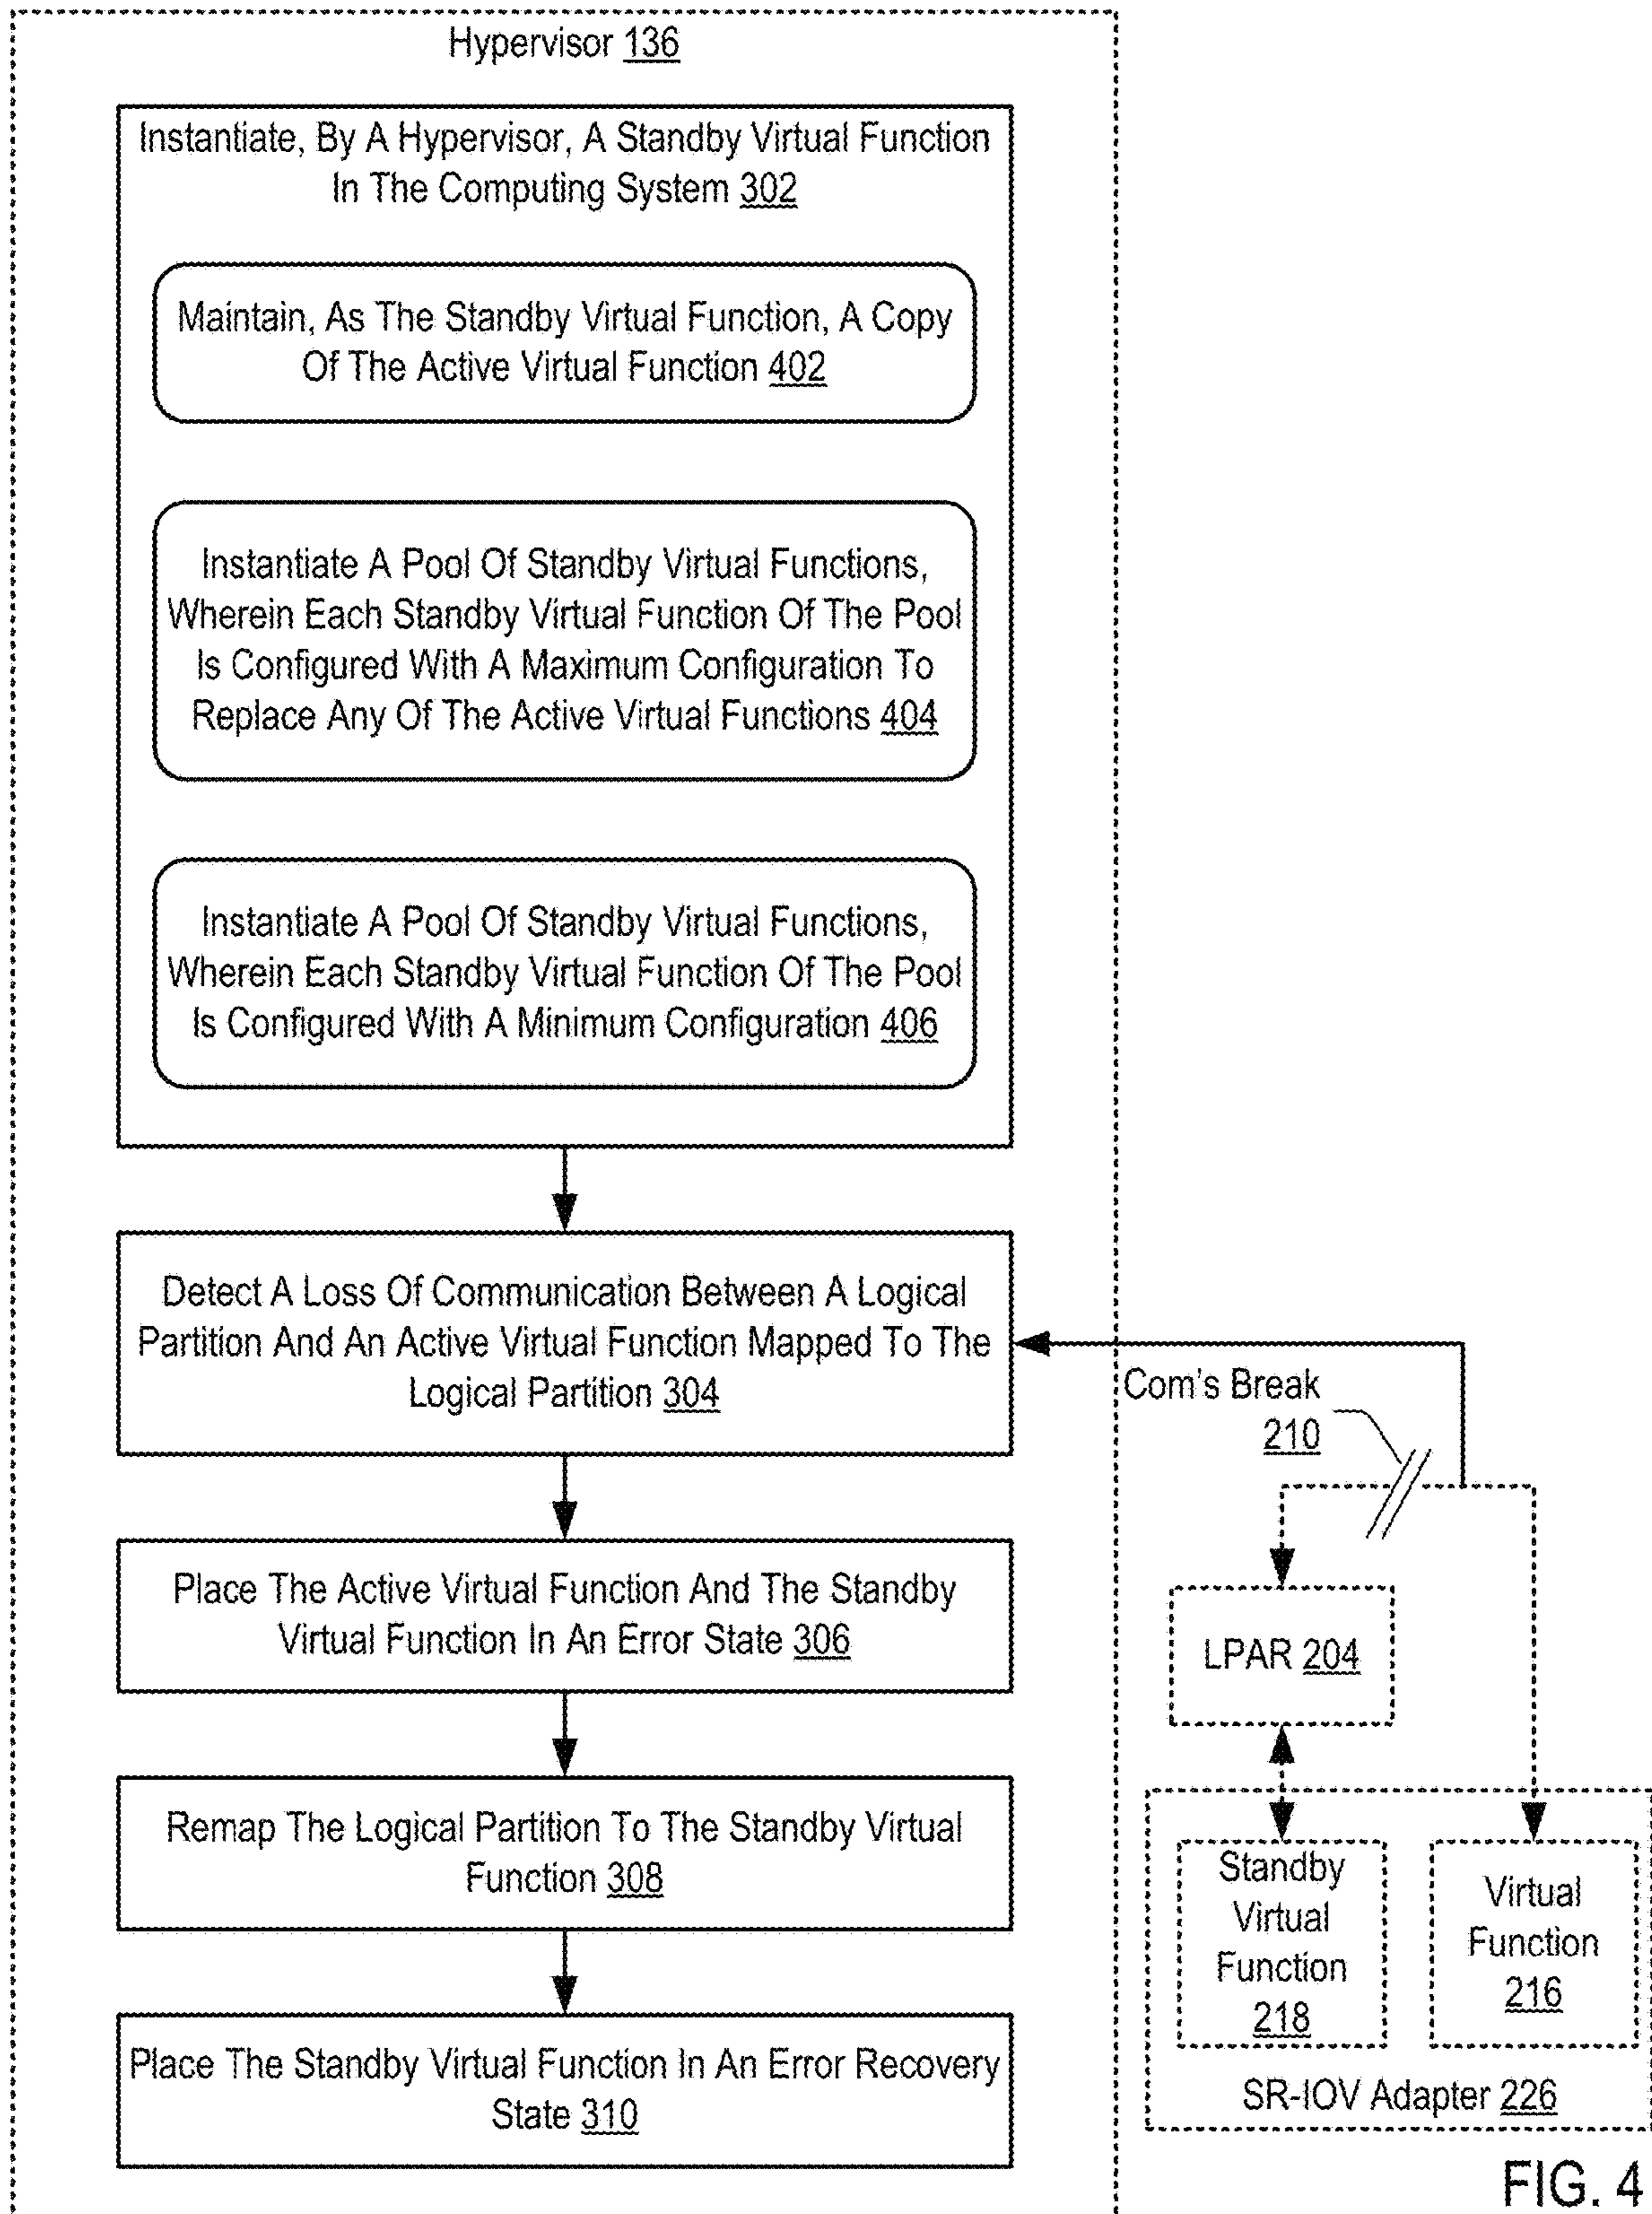 Hypervisor 136
Instantiate, By A Hypervisor, A Standby Virtual Function
In The Computing System 302
Maintain, As The Standby Virtual Function, A Copy
Of The Active Virtual Function 402
Instantiate A Pool Of Standby Virtual Functions,
Wherein Each Standby Virtual Function Of The Pool
Is Configured With A Maximum Configuration To
Replace Any Of The Active Virtual Functions 404
Instantiate A Pool Of Standby Virtual Functions,
Wherein Each Standby Virtual Function Of The Pool
Is Configured With A Minimum Configuration 406
Detect A Loss Of Communication Between A Logical
Partition And An Active Virtual Function Mapped To The
Logical Partition 304
Com's Break
210
Place The Active Virtual Function And The Standby
Virtual Function In An Error State 306
LPAR 204
Remap The Logical Partition To The Standby Virtual
Function 308
Standby
Virtual
Function
218
Virtual
Function
216
Place The Standby Virtual Function In An Error Recovery
State 310
SR-IOV Adapter 226
FIG. 4